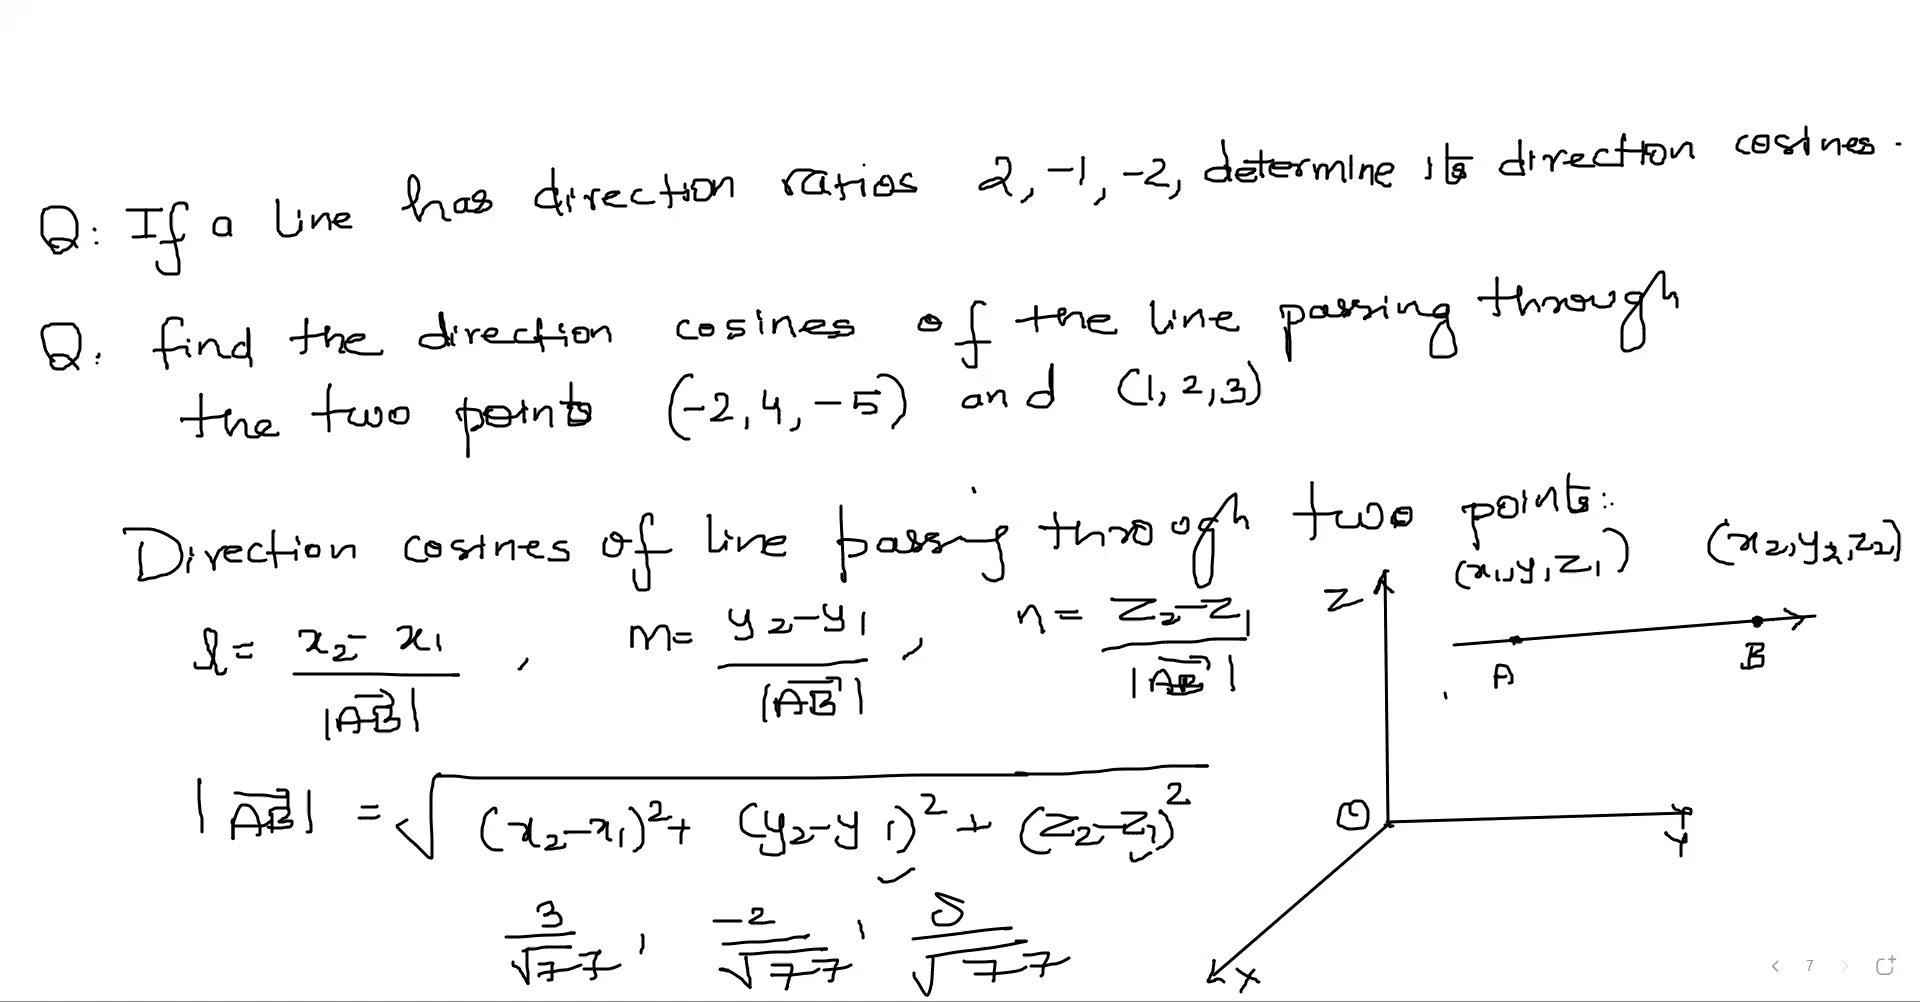 Q: If a line has direction ratios 2, -1, -2, determine its direction cosines.
Q. find the direction cosines of the line passing through
the two points (-2, 4, -5) and (1, 2, 3)
Direction cosines of line passing through two points:
(x₁, y, z₁) (x₂, y₂, z₂)
l = x₂ - x₁ / |AB| , m = y₂ - y₁ / |AB| , n = z₂ - z₁ / |AB|
Z
A B
|AB| = √(x₂ - x₁)² + (y₂ - y₁)² + (z₂ - z₁)²
O
Y
3/√77 , -2/√77 , 8/√77
X
7